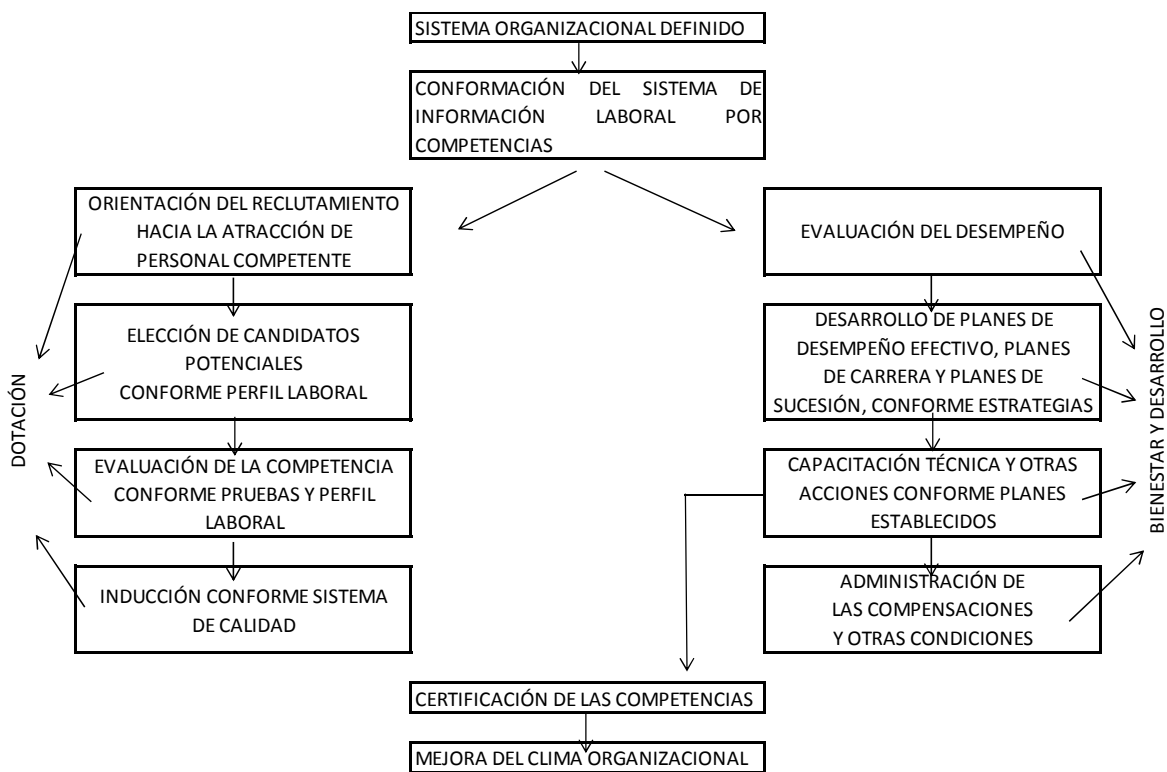 SISTEMA ORGANIZACIONAL DEFINIDO
CONFORMACIÓN DEL SISTEMA DE
INFORMACIÓN LABORAL POR
COMPETENCIAS
ORIENTACIÓN DEL RECLUTAMIENTO
HACIA LA ATRACCIÓN DE
PERSONAL COMPETENTE
ELECCIÓN DE CANDIDATOS
POTENCIALES
CONFORME PERFIL LABORAL
EVALUACIÓN DE LA COMPETENCIA
CONFORME PRUEBAS Y PERFIL
LABORAL
INDUCCIÓN CONFORME SISTEMA
DE CALIDAD
DOTACIÓN
EVALUACIÓN DEL DESEMPEÑO
DESARROLLO DE PLANES DE
DESEMPEÑO EFECTIVO, PLANES
DE CARRERA Y PLANES DE
SUCESIÓN, CONFORME ESTRATEGIAS
CAPACITACIÓN TÉCNICA Y OTRAS
ACCIONES CONFORME PLANES
ESTABLECIDOS
ADMINISTRACIÓN DE
LAS COMPENSACIONES
Y OTRAS CONDICIONES
BIENESTAR Y DESARROLLO
CERTIFICACIÓN DE LAS COMPETENCIAS
MEJORA DEL CLIMA ORGANIZACIONAL